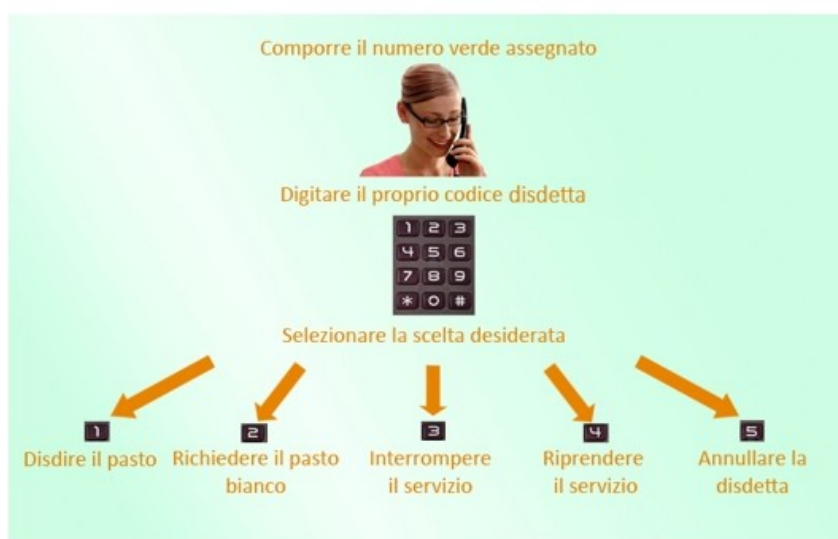 Comporre il numero verde assegnato
Digitare il proprio codice disdetta
1 2 3
4 5 6
7 8 9
* 0 #
Selezionare la scelta desiderata
1
Disdire il pasto
2
Richiedere il pasto
bianco
3
Interrompere
il servizio
4
Riprendere
il servizio
5
Annullare la
disdetta